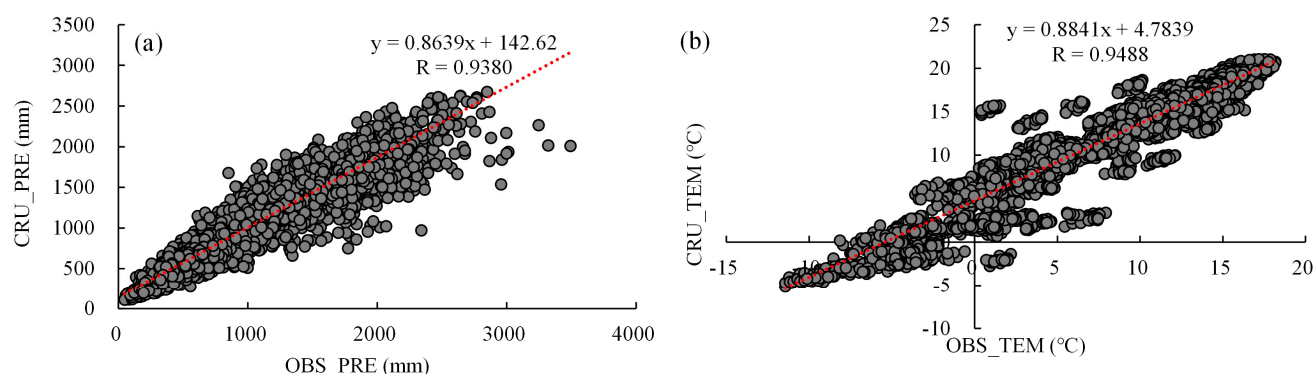 (a)
y = 0.8639x + 142.62
R = 0.9380
3500
3000
2500
2000
1500
1000
500
0
0 1000 2000 3000 4000
CRU_PRE (mm)
OBS_PRE (mm)
(b)
y = 0.8841x + 4.7839
R = 0.9488
25
20
15
10
5
-5
-10
-15 -10 0 5 10 15 20
CRU_TEM (°C)
OBS_TEM (°C)